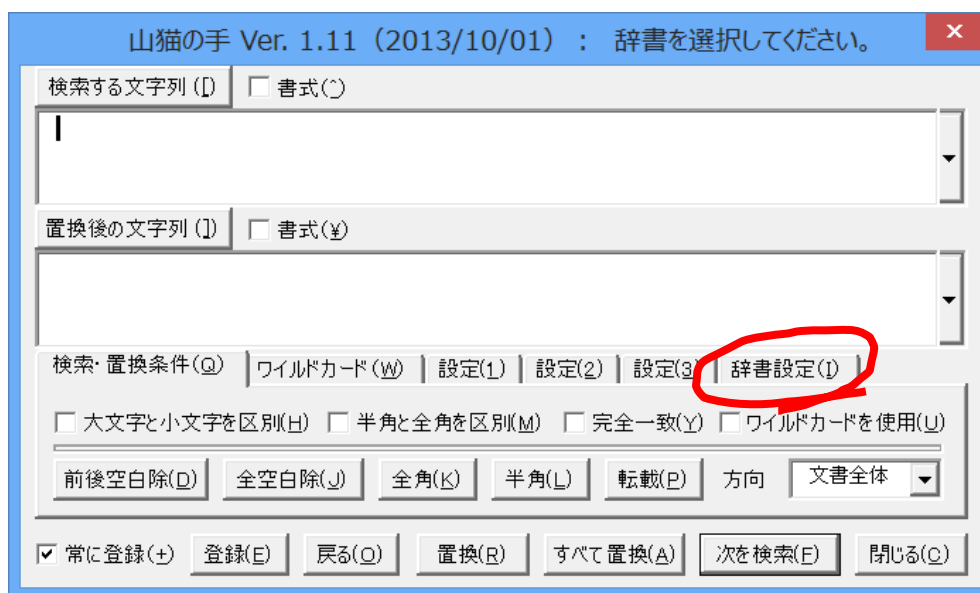 山猫の手 Ver. 1.11（2013/10/01）： 辞書を選択してください。
検索する文字列([) 書式(^)
置換後の文字列(]) 書式(¥)
検索・置換条件(Q) ワイルドカード(W) 設定(1) 設定(2) 設定(3 辞書設定(I)
大文字と小文字を区別(H) 半角と全角を区別(M) 完全一致(Y) ワイルドカードを使用(U)
前後空白除(D) 全空白除(J) 全角(K) 半角(L) 転載(P) 方向 文書全体
常に登録(+) 登録(E) 戻る(O) 置換(R) すべて置換(A) 次を検索(F) 閉じる(C)